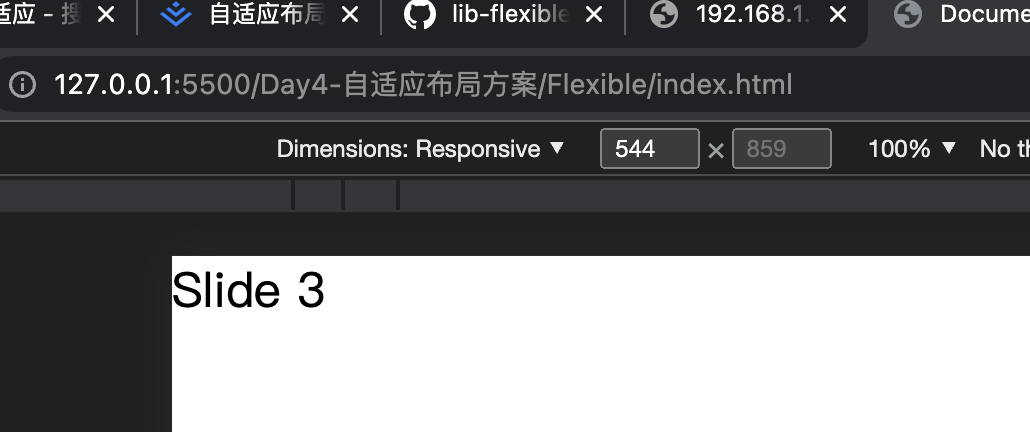 适应 - 搜
自适应布局
lib-flexible
192.168.1.
Docume
127.0.0.1:5500/Day4-自适应布局方案/Flexible/index.html
Dimensions: Responsive 544 × 859 100% No th
Slide 3